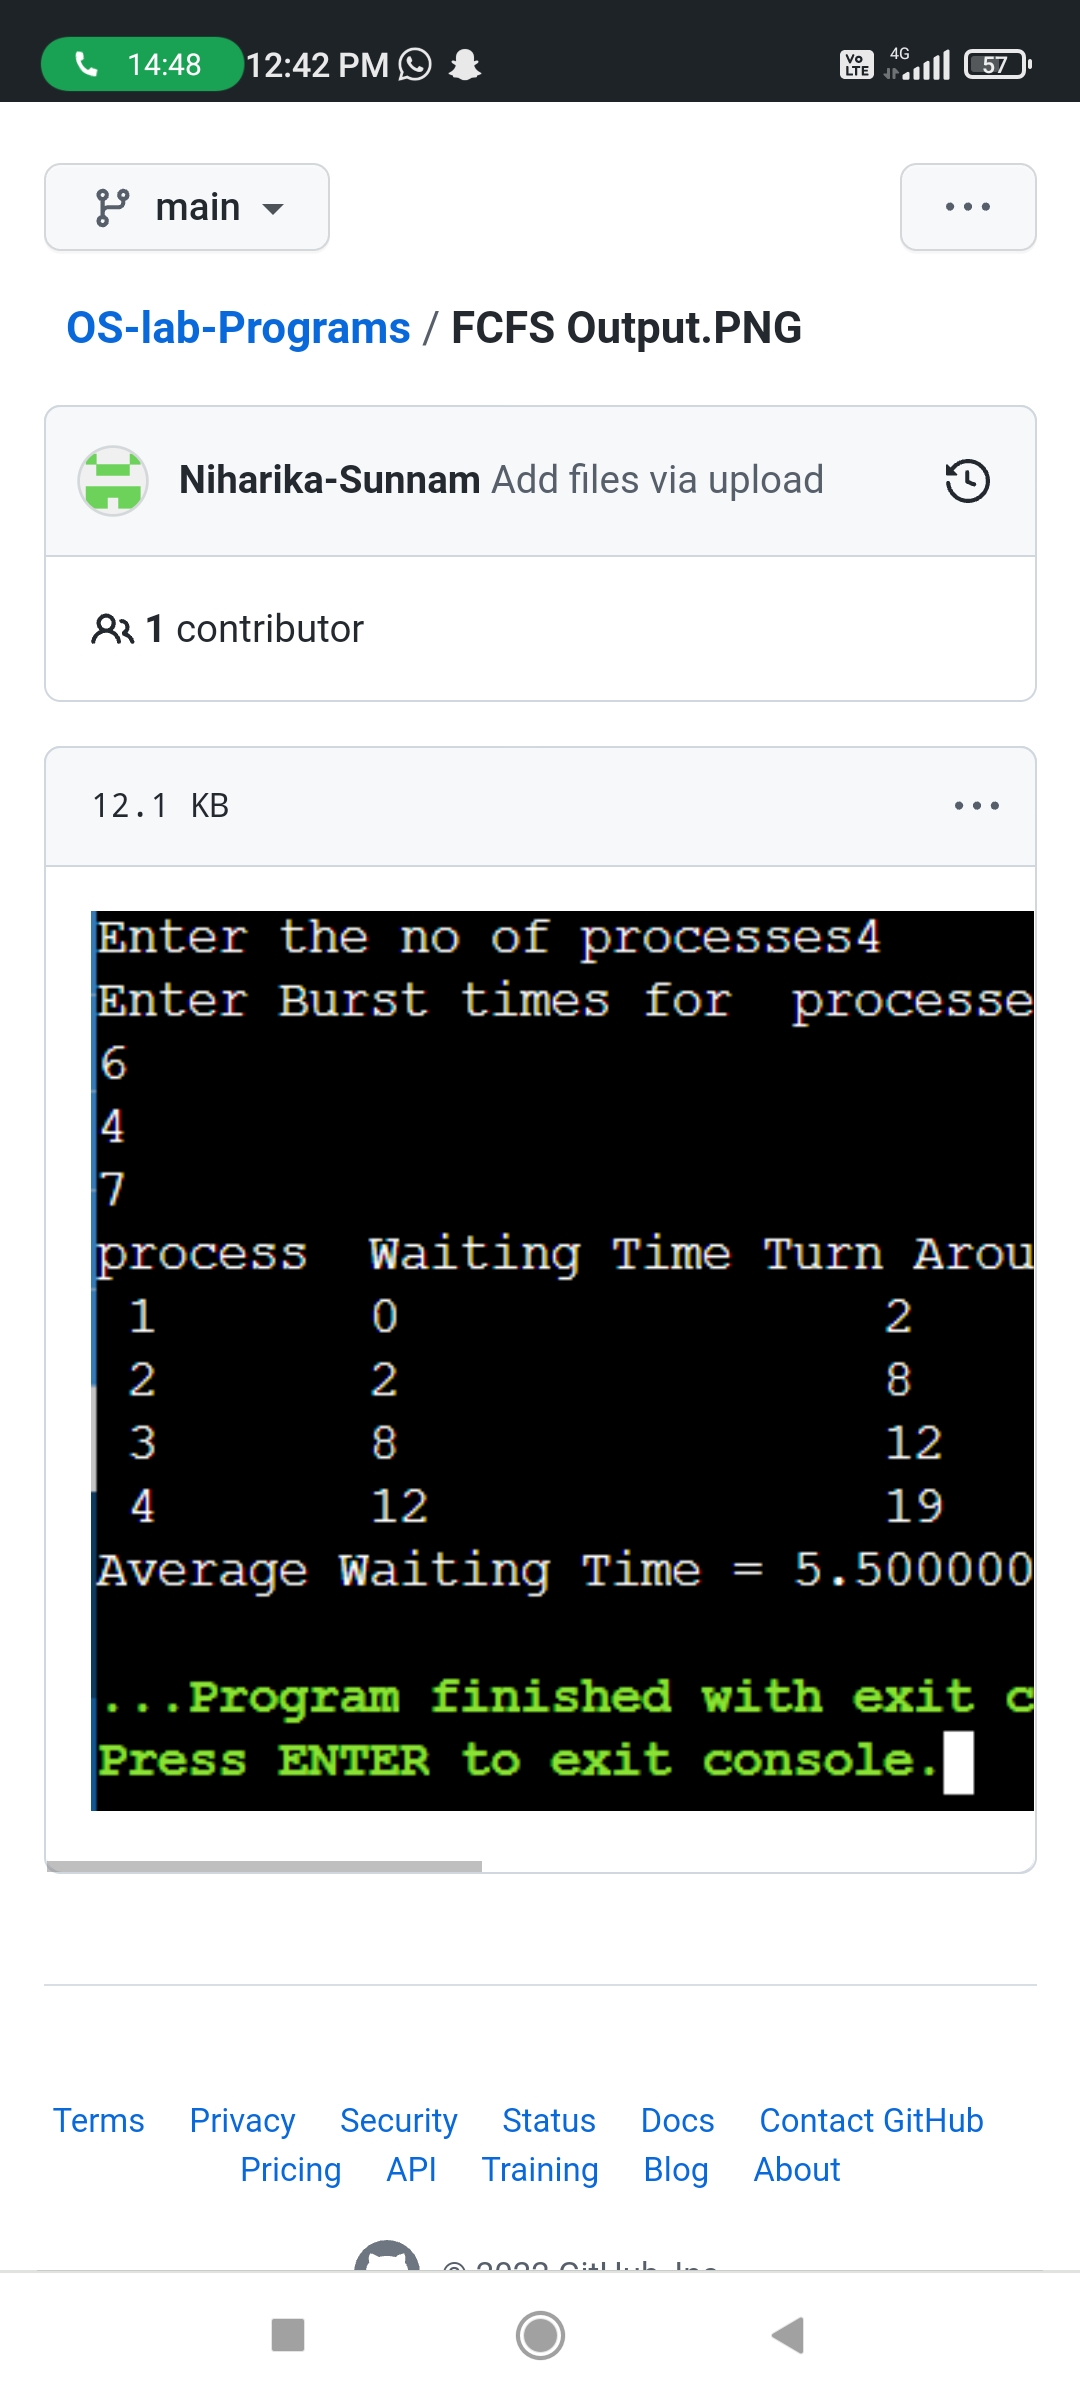 14:48 12:42 PM Vo LTE 4G 57
main
OS-lab-Programs / FCFS Output.PNG
Niharika-Sunnam Add files via upload
1 contributor
12.1 KB
Enter the no of processes4
Enter Burst times for processe
6
4
7
process Waiting Time Turn Arou
1 0 2
2 2 8
3 8 12
4 12 19
Average Waiting Time = 5.500000
...Program finished with exit c
Press ENTER to exit console.
Terms Privacy Security Status Docs Contact GitHub
Pricing API Training Blog About